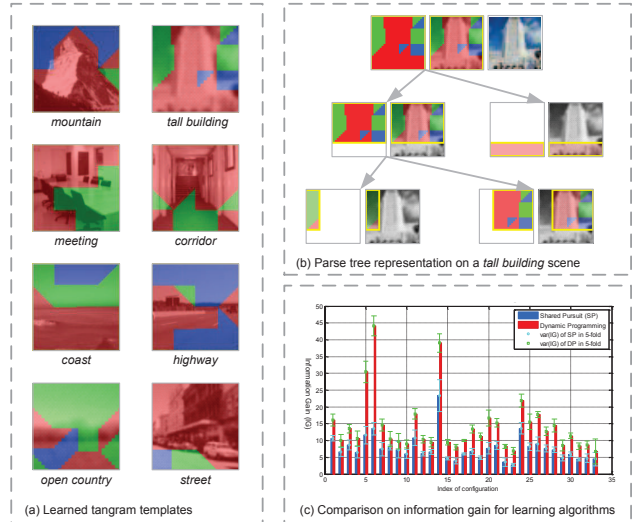 mountain
tall building
meeting
corridor
coast
highway
open country
street
(a) Learned tangram templates
(b) Parse tree representation on a tall building scene
50
45
40
35
30
25
20
15
10
5
0
Information Gain (IG)
Shared Pursuit (SP)
Dynamic Programming
var(IG) of SP in 5-fold
var(IG) of DP in 5-fold
0 5 10 15 20 25 30 35
Index of configuration
(c) Comparison on information gain for learning algorithms